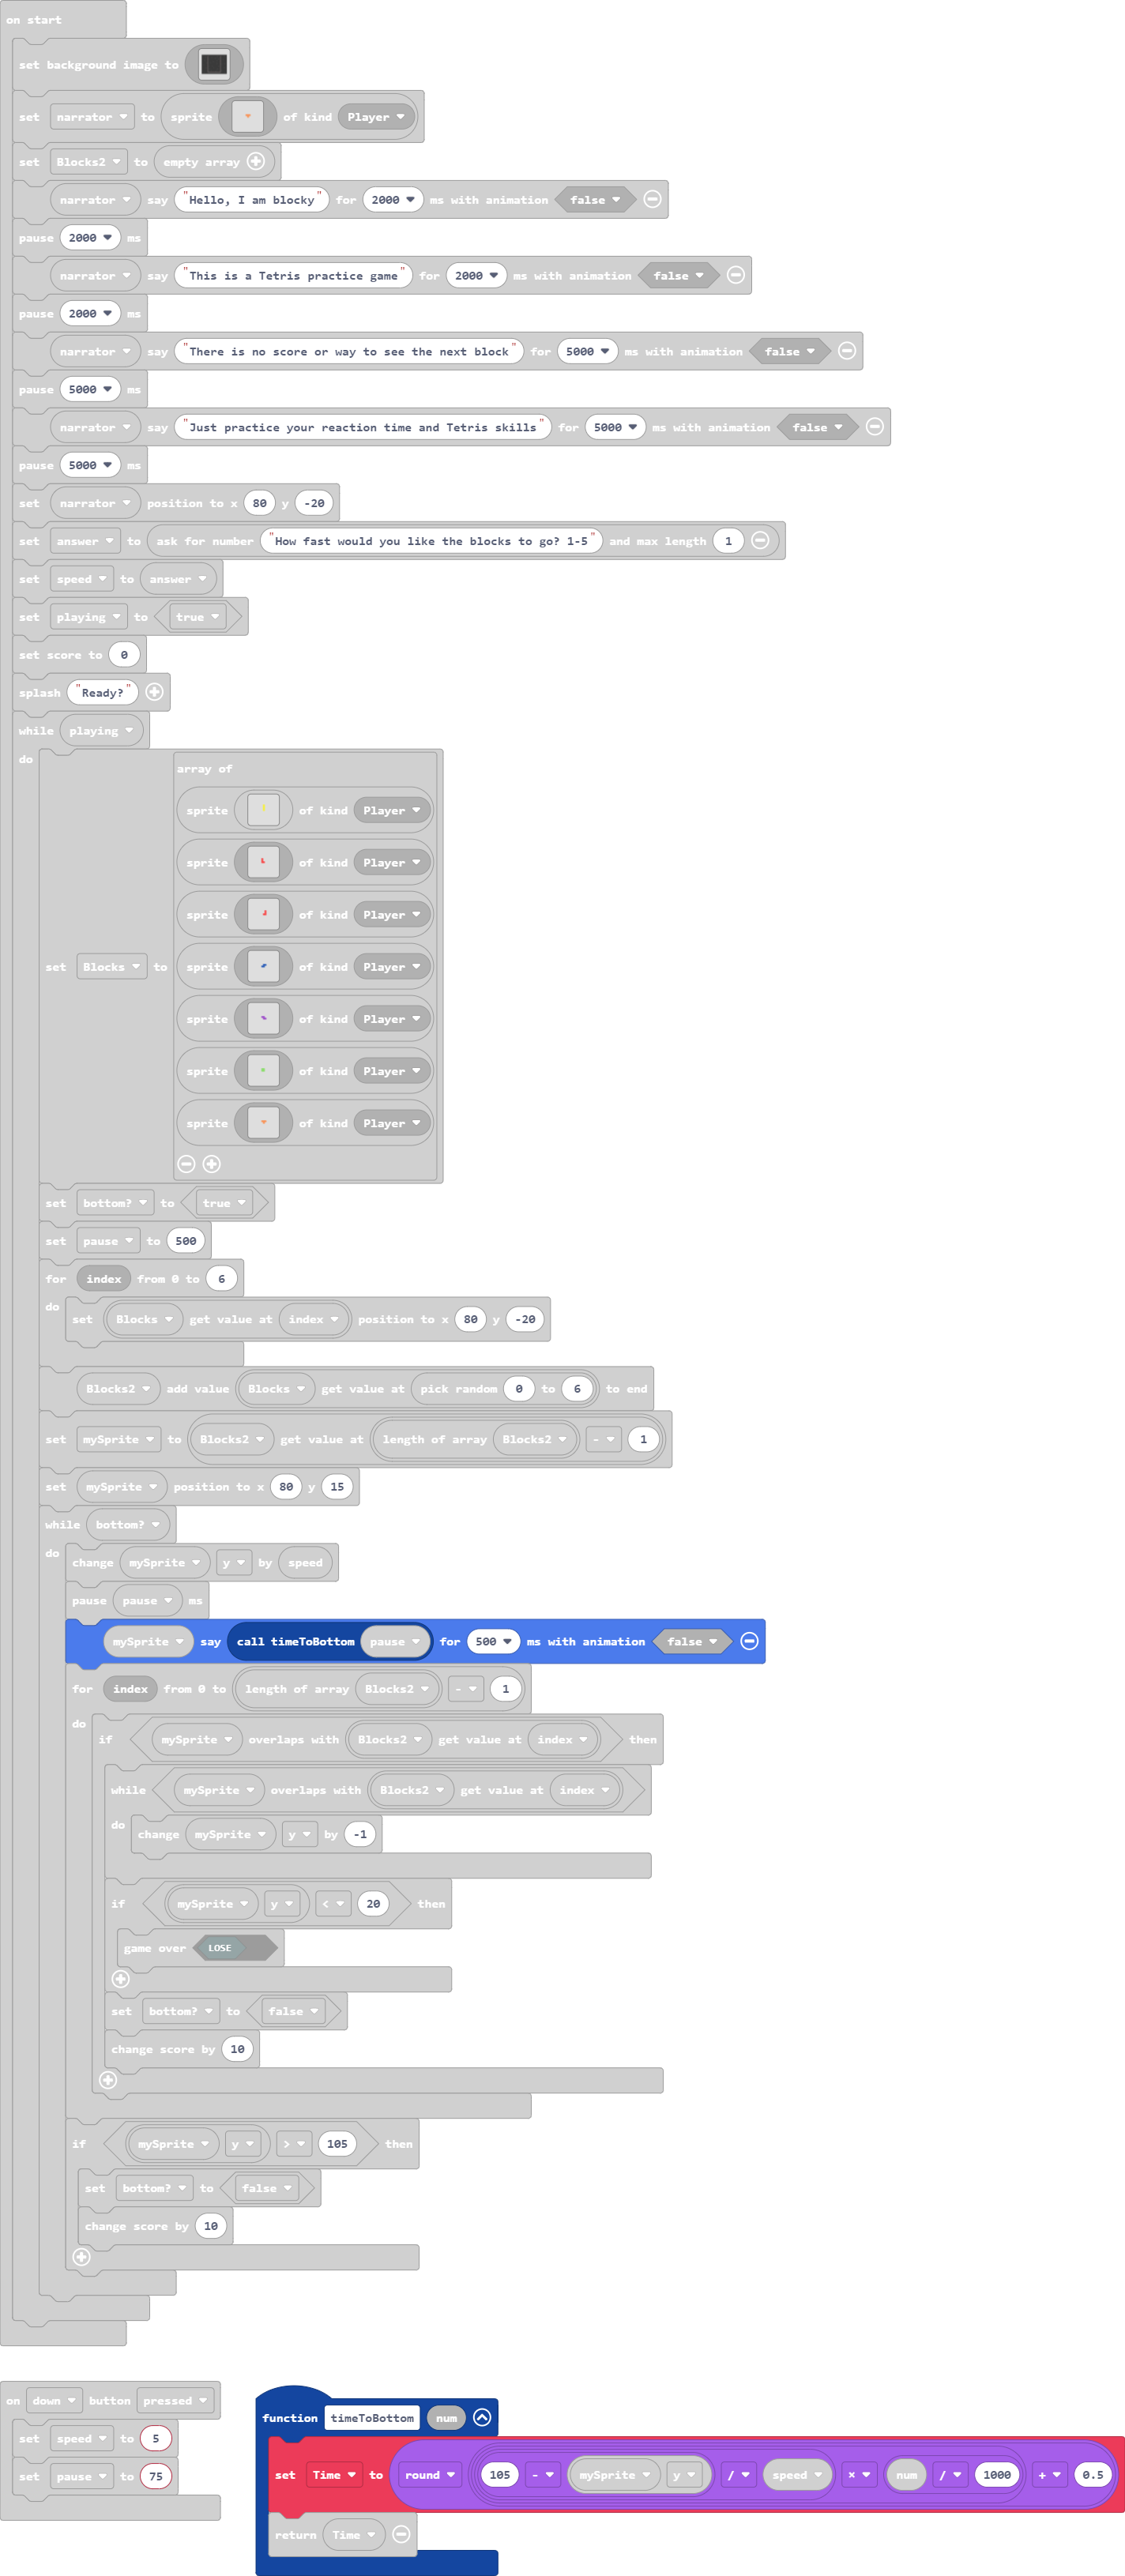 on start
set background image to
set narrator to sprite of kind Player
set Blocks2 to empty array
narrator say "Hello, I am blocky" for 2000 ms with animation false
pause 2000 ms
narrator say "This is a Tetris practice game" for 2000 ms with animation false
pause 2000 ms
narrator say "There is no score or way to see the next block" for 5000 ms with animation false
pause 5000 ms
narrator say "Just practice your reaction time and Tetris skills" for 5000 ms with animation false
pause 5000 ms
set narrator position to x 80 y -20
set answer to ask for number "How fast would you like the blocks to go? 1-5" and max length 1
set speed to answer
set playing to true
set score to 0
splash "Ready?"
while playing
do
array of
sprite of kind Player
sprite of kind Player
sprite of kind Player
set Blocks to sprite of kind Player
sprite of kind Player
sprite of kind Player
sprite of kind Player
set bottom? to true
set pause to 500
for index from 0 to 6
do set Blocks get value at index position to x 80 y -20
Blocks2 add value Blocks get value at pick random 0 to 6 to end
set mySprite to Blocks2 get value at length of array Blocks2 - 1
set mySprite position to x 80 y 15
while bottom?
do change mySprite y by speed
pause pause ms
mySprite say call timeToBottom pause for 500 ms with animation false
for index from 0 to length of array Blocks2 - 1
do if mySprite overlaps with Blocks2 get value at index then
while mySprite overlaps with Blocks2 get value at index
do change mySprite y by -1
if mySprite y < 20 then
game over LOSE
set bottom? to false
change score by 10
if mySprite y > 105 then
set bottom? to false
change score by 10
on down button pressed
set speed to 5
set pause to 75
function timeToBottom num
set Time to round 105 - mySprite y / speed × num / 1000 + 0.5
return Time